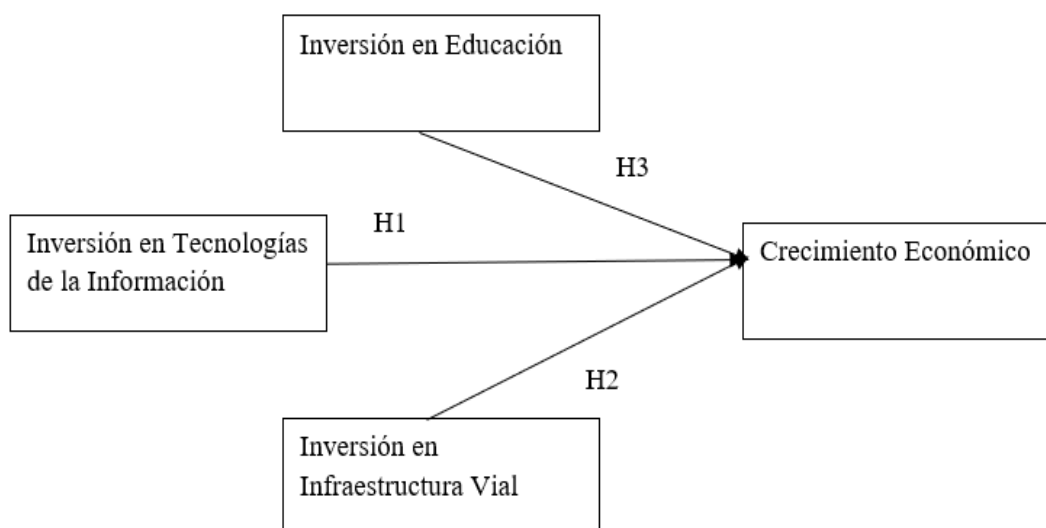 Inversión en Educación
H3
H1
Inversión en Tecnologías
de la Información
Crecimiento Económico
H2
Inversión en
Infraestructura Vial